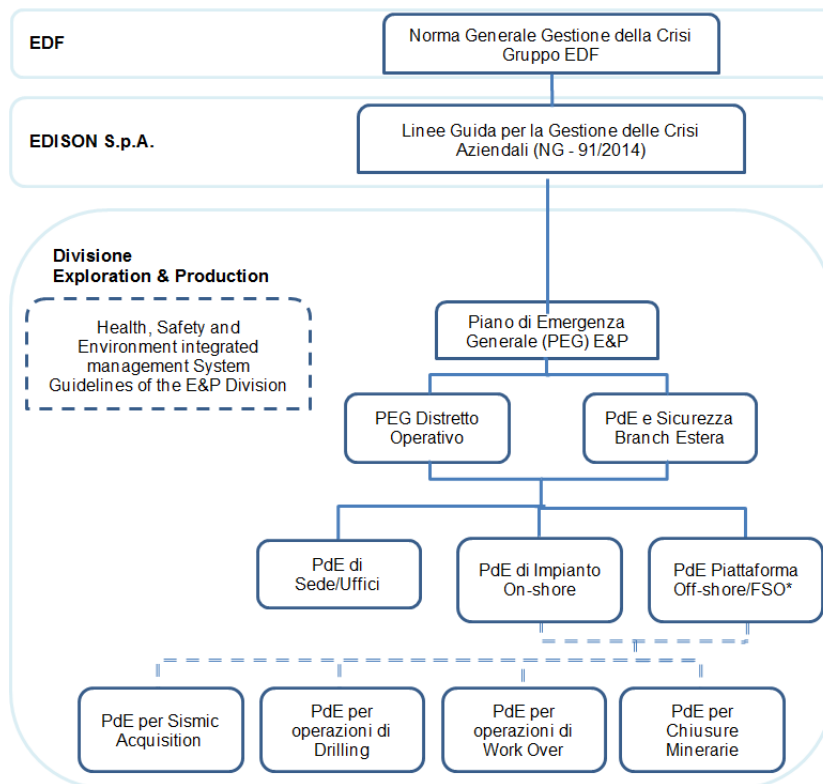 EDF
Norma Generale Gestione della Crisi
Gruppo EDF
EDISON S.p.A.
Linee Guida per la Gestione delle Crisi
Aziendali (NG - 91/2014)
Divisione
Exploration & Production
Health, Safety and
Environment integrated
management System
Guidelines of the E&P Division
Piano di Emergenza
Generale (PEG) E&P
PEG Distretto
Operativo
PdE e Sicurezza
Branch Estera
PdE di
Sede/Uffici
PdE di Impianto
On-shore
PdE Piattaforma
Off-shore/FSO*
PdE per Sismic
Acquisition
PdE per
operazioni di
Drilling
PdE per
operazioni di
Work Over
PdE per
Chiusure
Minerarie